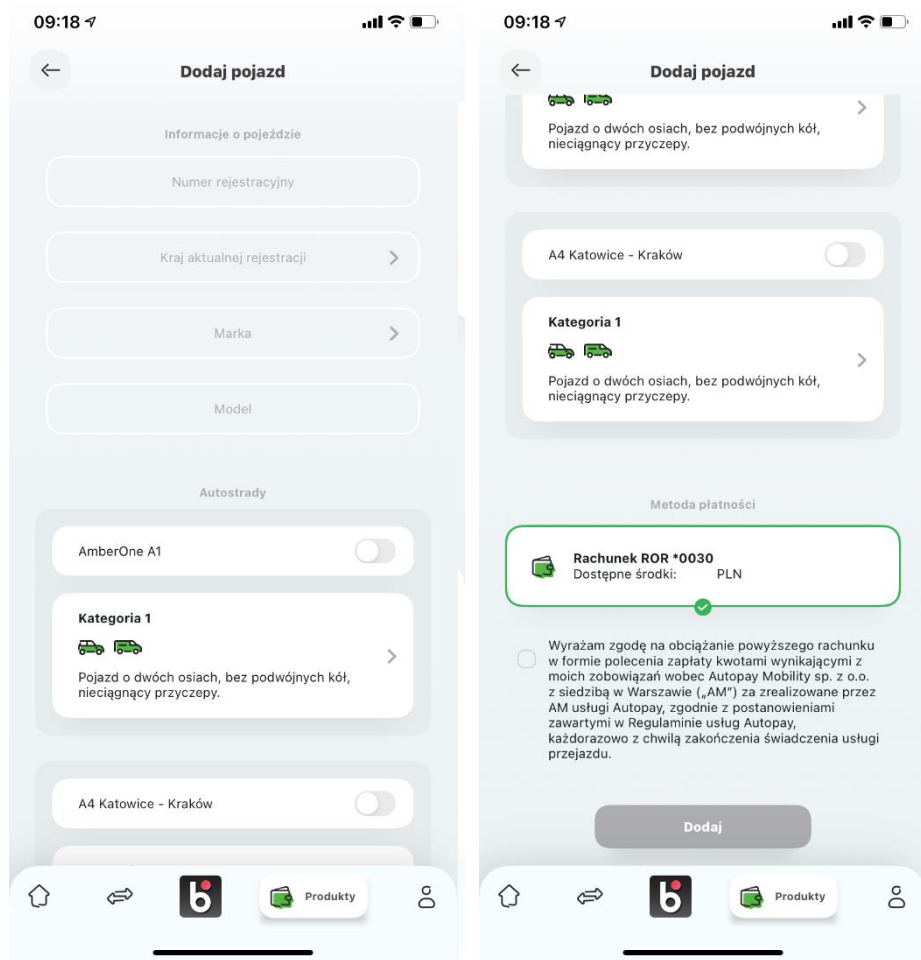 09:18
Dodaj pojazd
Informacje o pojeździe
Numer rejestracyjny
Kraj aktualnej rejestracji
Marka
Model
Autostrady
AmberOne A1
Kategoria 1
Pojazd o dwóch osiach, bez podwójnych kół,
nieciągnący przyczepy.
A4 Katowice - Kraków
Produkty
09:18
Dodaj pojazd
Pojazd o dwóch osiach, bez podwójnych kół,
nieciągnący przyczepy.
A4 Katowice - Kraków
Kategoria 1
Pojazd o dwóch osiach, bez podwójnych kół,
nieciągnący przyczepy.
Metoda płatności
Rachunek ROR *0030
Dostępne środki: PLN
Wyrażam zgodę na obciążanie powyższego rachunku
w formie polecenia zapłaty kwotami wynikającymi z
moich zobowiązań wobec Autopay Mobility sp. z o.o.
z siedzibą w Warszawie („AM”) za zrealizowane przez
AM usługi Autopay, zgodnie z postanowieniami
zawartymi w Regulaminie usług Autopay,
każdorazowo z chwilą zakończenia świadczenia usługi
przejazdu.
Dodaj
Produkty